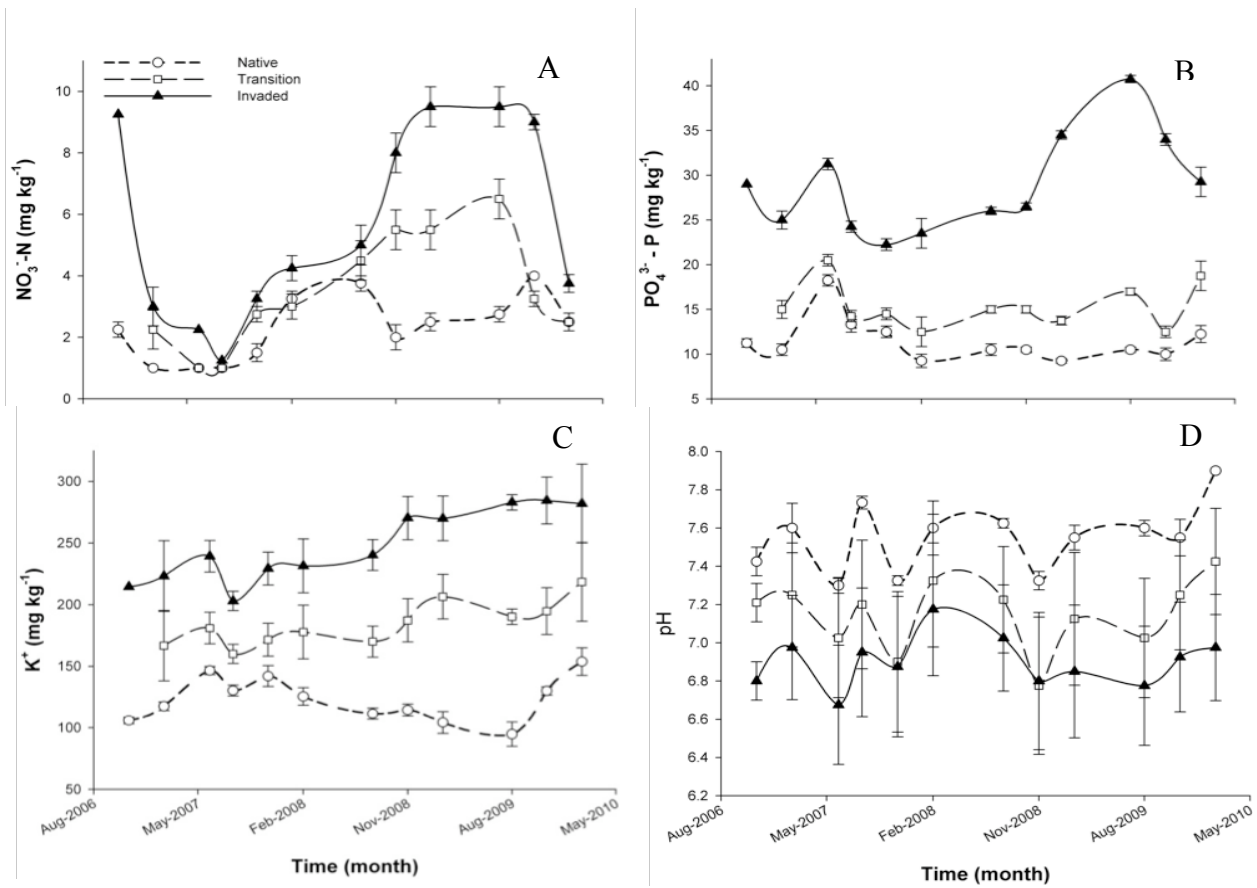 A
Native
Transition
Invaded
NO₃⁻-N (mg kg⁻¹)
10
8
6
4
2
0
B
PO₄³⁻ - P (mg kg⁻¹)
40
35
30
25
20
15
10
5
C
K⁺ (mg kg⁻¹)
300
250
200
150
100
50
Aug-2006
May-2007
Feb-2008
Nov-2008
Aug-2009
May-2010
Time (month)
D
pH
8.0
7.8
7.6
7.4
7.2
7.0
6.8
6.6
6.4
6.2
Aug-2006
May-2007
Feb-2008
Nov-2008
Aug-2009
May-2010
Time (month)